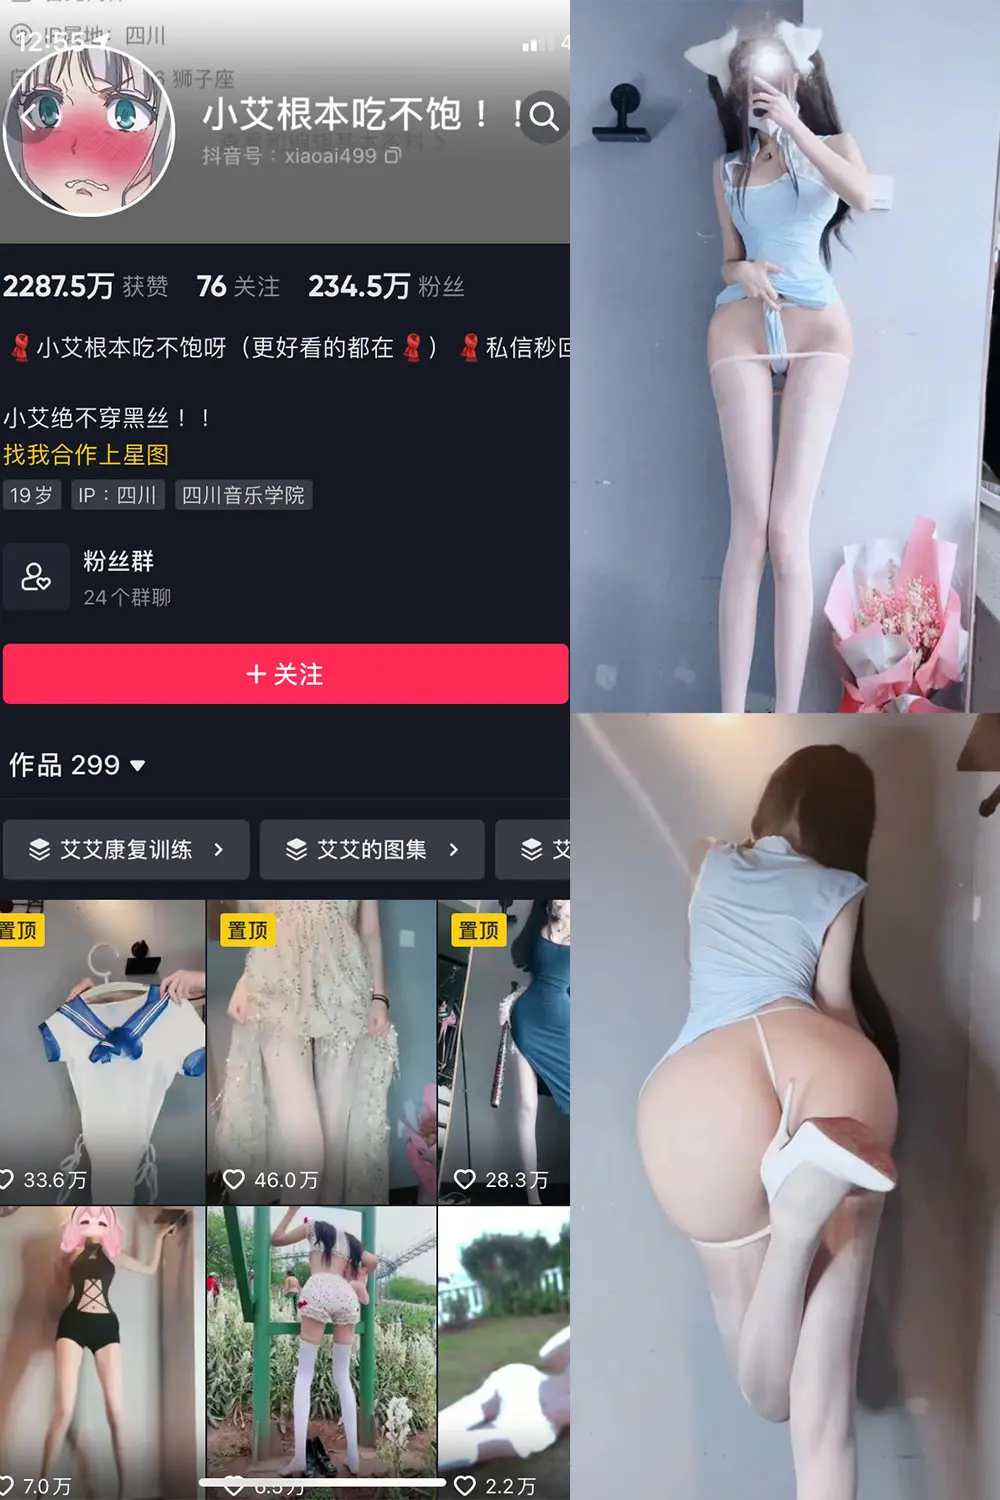 12:55
IP属地：四川
狮子座
小艾根本吃不饱！！
抖音号：xiaoai499
2287.5万 获赞 76 关注 234.5万 粉丝
小艾根本吃不饱呀（更好看的都在 ） 私信秒回
小艾绝不穿黑丝！！
找我合作上星图
19岁 IP：四川 四川音乐学院
粉丝群
24个群聊
＋关注
作品 299
艾艾康复训练 艾艾的图集 艾
置顶 置顶 置顶
33.6万 46.0万 28.3万
7.0万 6.5万 2.2万